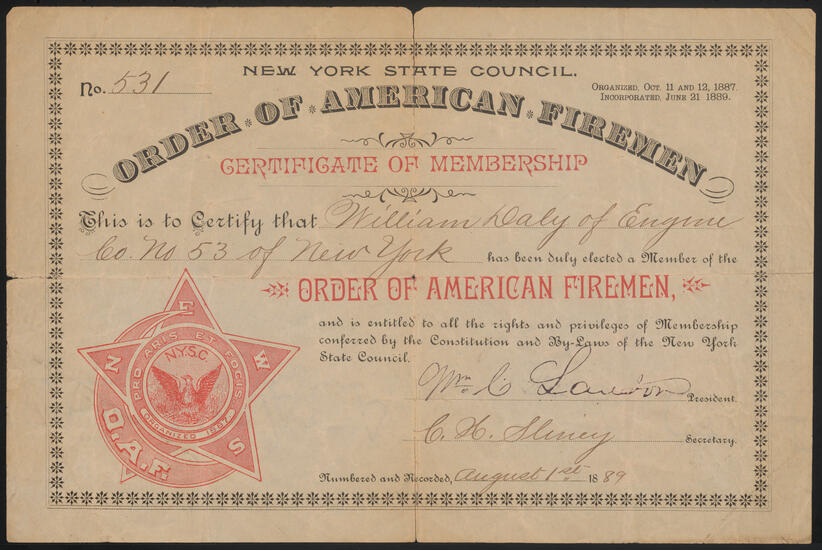 NEW YORK STATE COUNCIL.
No. 531
ORGANIZED, OCT. 11 AND 12, 1887.
INCORPORATED, JUNE 21 1889.
ORDER * OF * AMERICAN * FIREMEN
CERTIFICATE OF MEMBERSHIP
This is to Certify that William Daly of Engine
Co. No 53 of New York has been duly elected a Member of the
ORDER OF AMERICAN FIREMEN,
and is entitled to all the rights and privileges of Membership
conferred by the Constitution and By-Laws of the New York
State Council.
Wm C President.
C. H. Secretary.
Numbered and Recorded, August 1st 1889
N E W S
PRO ARIS ET FOCUS
N.Y.S.C.
ORGANIZED 1887
O.A.F.